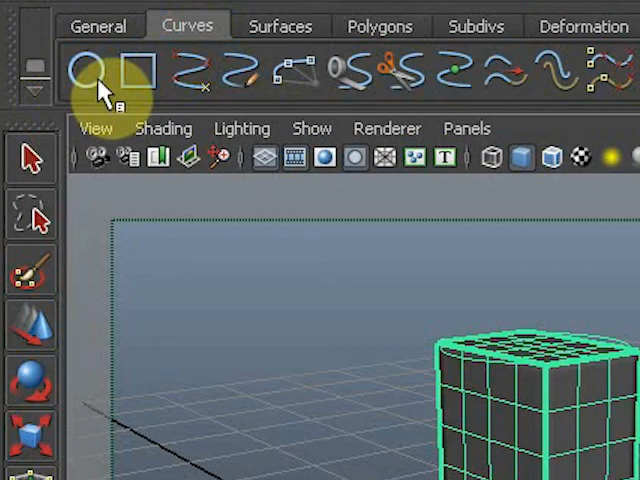 General Curves Surfaces Polygons Subdivs Deformation
View Shading Lighting Show Renderer Panels
T